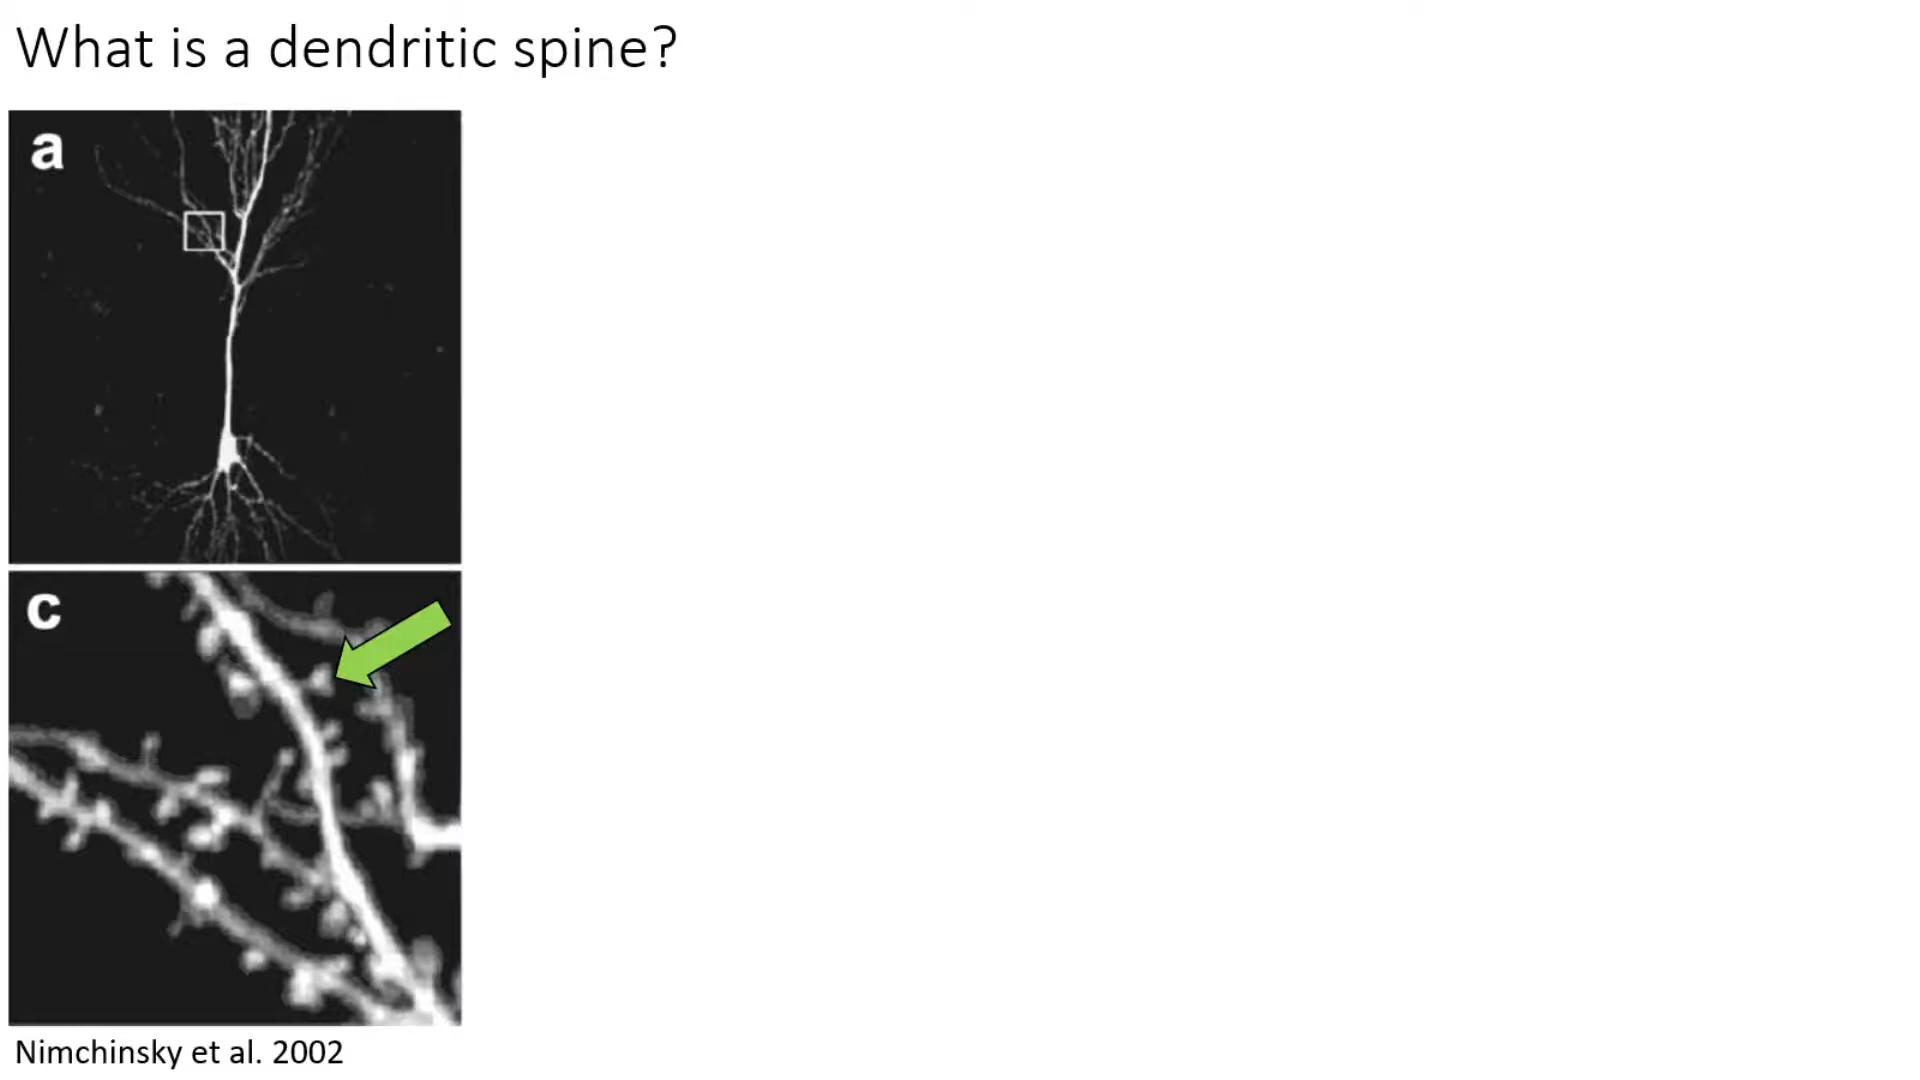 What is a dendritic spine?
a
c
Nimchinsky et al. 2002